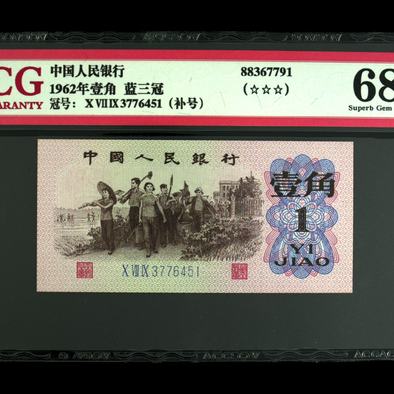 CG
中国人民银行
88367791
1962年壹角 蓝三冠
(☆☆☆)
68
ARANTY
冠号: X VII IX 3776451 (补号)
Superb Gem
中國人民銀行
壹角
1
YI
JIAO
X VII IX 3776451